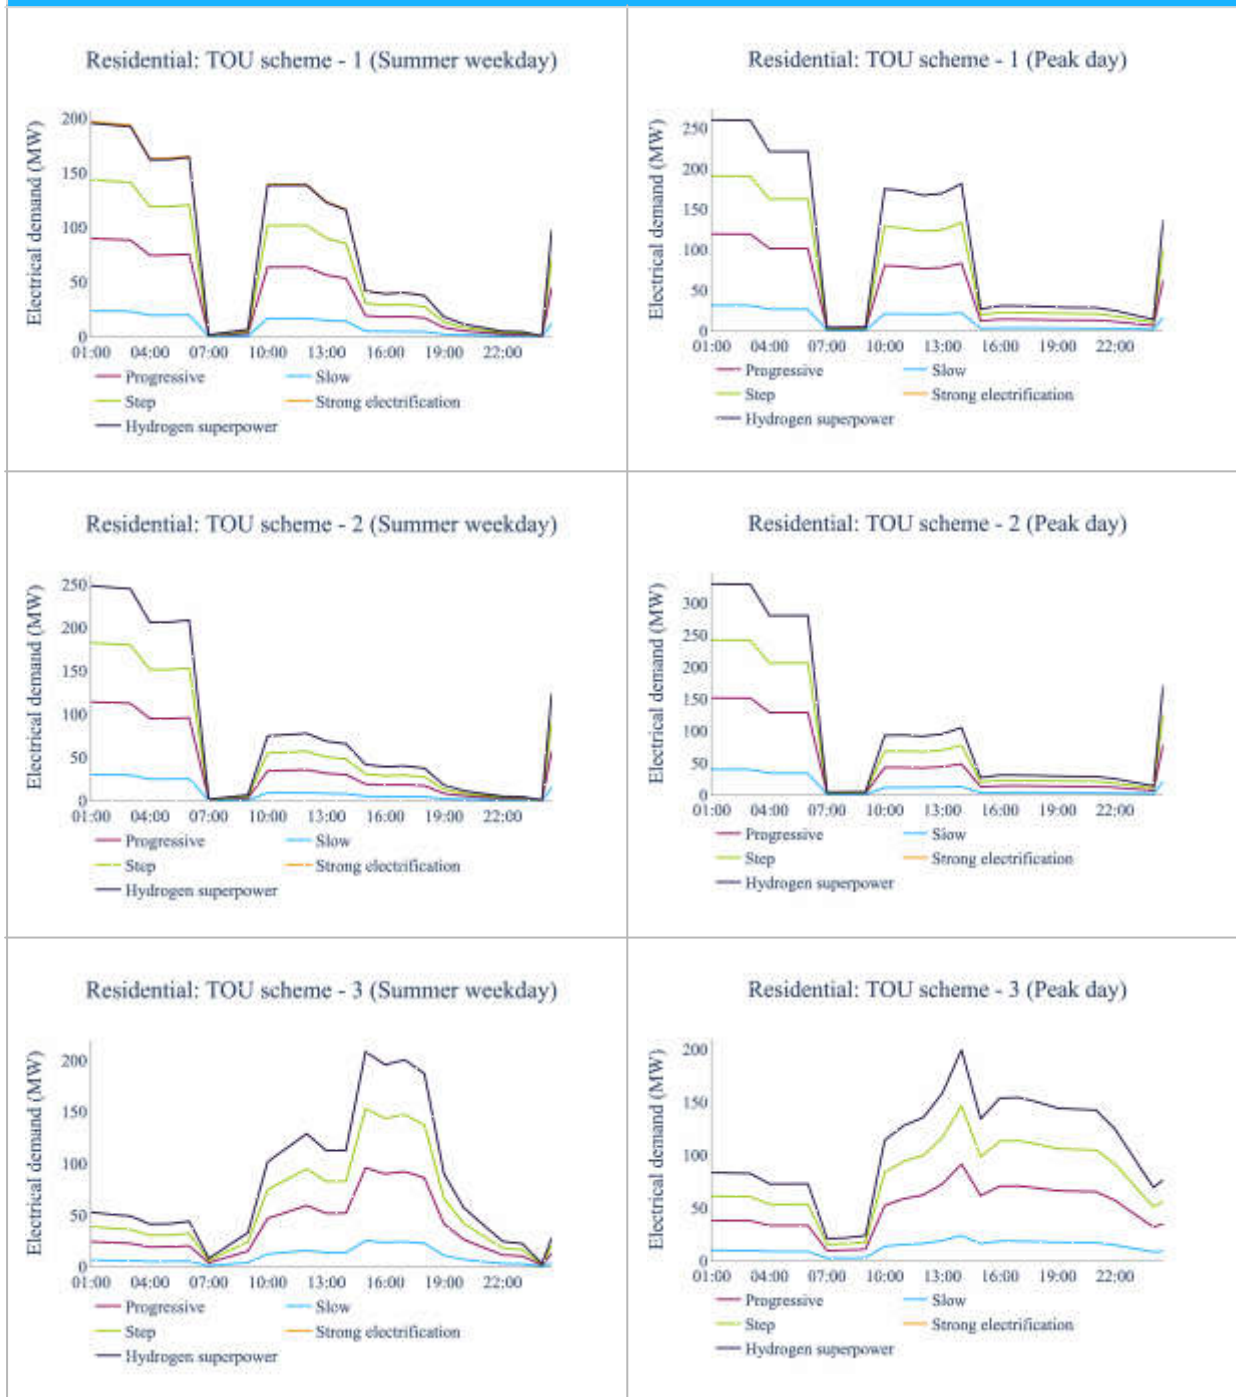 Residential: TOU scheme - 1 (Summer weekday)
Electrical demand (MW)
200
150
100
50
0
01:00 04:00 07:00 10:00 13:00 16:00 19:00 22:00
Progressive Slow
Step Strong electrification
Hydrogen superpower
Residential: TOU scheme - 1 (Peak day)
Electrical demand (MW)
250
200
150
100
50
0
01:00 04:00 07:00 10:00 13:00 16:00 19:00 22:00
Progressive Slow
Step Strong electrification
Hydrogen superpower
Residential: TOU scheme - 2 (Summer weekday)
Electrical demand (MW)
250
200
150
100
50
0
01:00 04:00 07:00 10:00 13:00 16:00 19:00 22:00
Progressive Slow
Step Strong electrification
Hydrogen superpower
Residential: TOU scheme - 2 (Peak day)
Electrical demand (MW)
300
250
200
150
100
50
0
01:00 04:00 07:00 10:00 13:00 16:00 19:00 22:00
Progressive Slow
Step Strong electrification
Hydrogen superpower
Residential: TOU scheme - 3 (Summer weekday)
Electrical demand (MW)
200
150
100
50
0
01:00 04:00 07:00 10:00 13:00 16:00 19:00 22:00
Progressive Slow
Step Strong electrification
Hydrogen superpower
Residential: TOU scheme - 3 (Peak day)
Electrical demand (MW)
200
150
100
50
0
01:00 04:00 07:00 10:00 13:00 16:00 19:00 22:00
Progressive Slow
Step Strong electrification
Hydrogen superpower